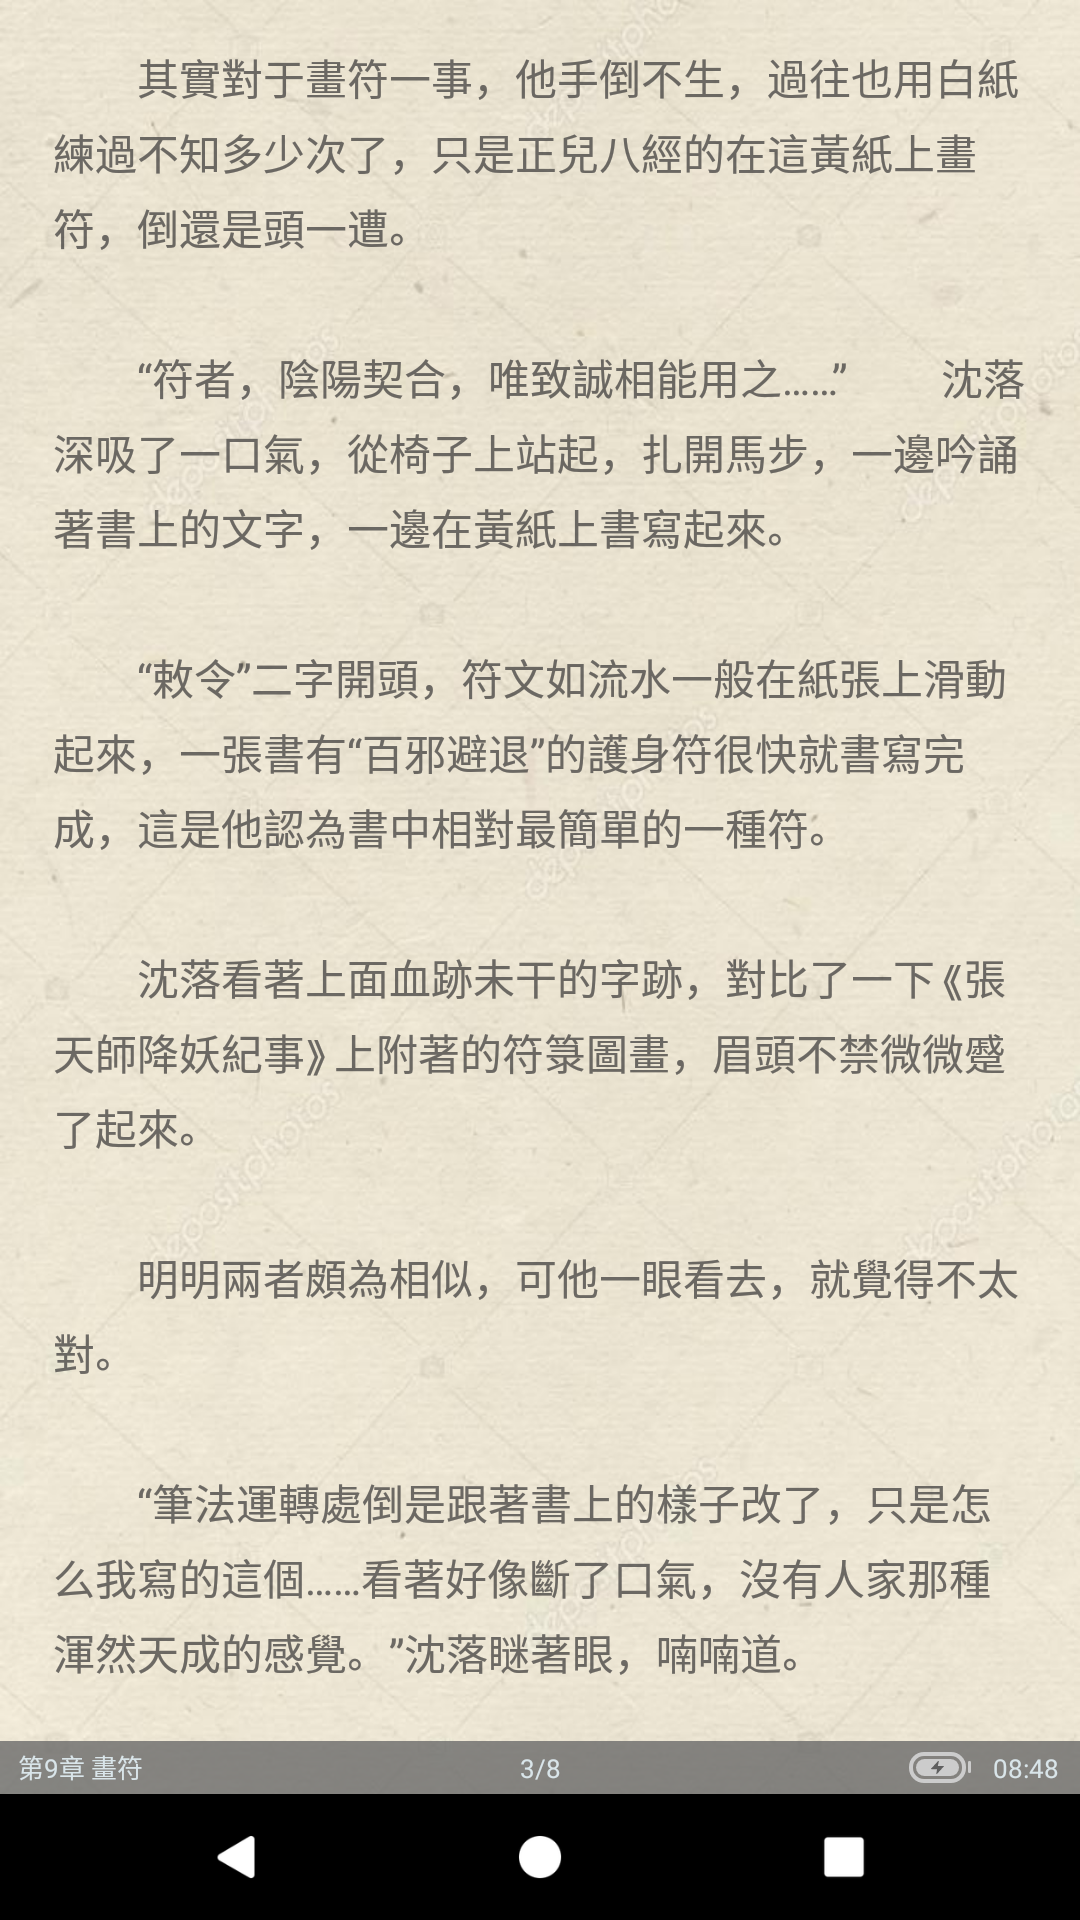 其實對于畫符一事，他手倒不生，過往也用白紙
練過不知多少次了，只是正兒八經的在這黃紙上畫
符，倒還是頭一遭。
“符者，陰陽契合，唯致誠相能用之……” 沈落
深吸了一口氣，從椅子上站起，扎開馬步，一邊吟誦
著書上的文字，一邊在黃紙上書寫起來。
“敕令”二字開頭，符文如流水一般在紙張上滑動
起來，一張書有“百邪避退”的護身符很快就書寫完
成，這是他認為書中相對最簡單的一種符。
沈落看著上面血跡未干的字跡，對比了一下《張
天師降妖紀事》上附著的符箓圖畫，眉頭不禁微微蹙
了起來。
明明兩者頗為相似，可他一眼看去，就覺得不太
對。
“筆法運轉處倒是跟著書上的樣子改了，只是怎
么我寫的這個……看著好像斷了口氣，沒有人家那種
渾然天成的感覺。”沈落瞇著眼，喃喃道。
第9章 畫符 3/8 08:48
depositphotos
depositphotos
depositphotos
depositphotos
depositphotos
depositphotos
depositphotos